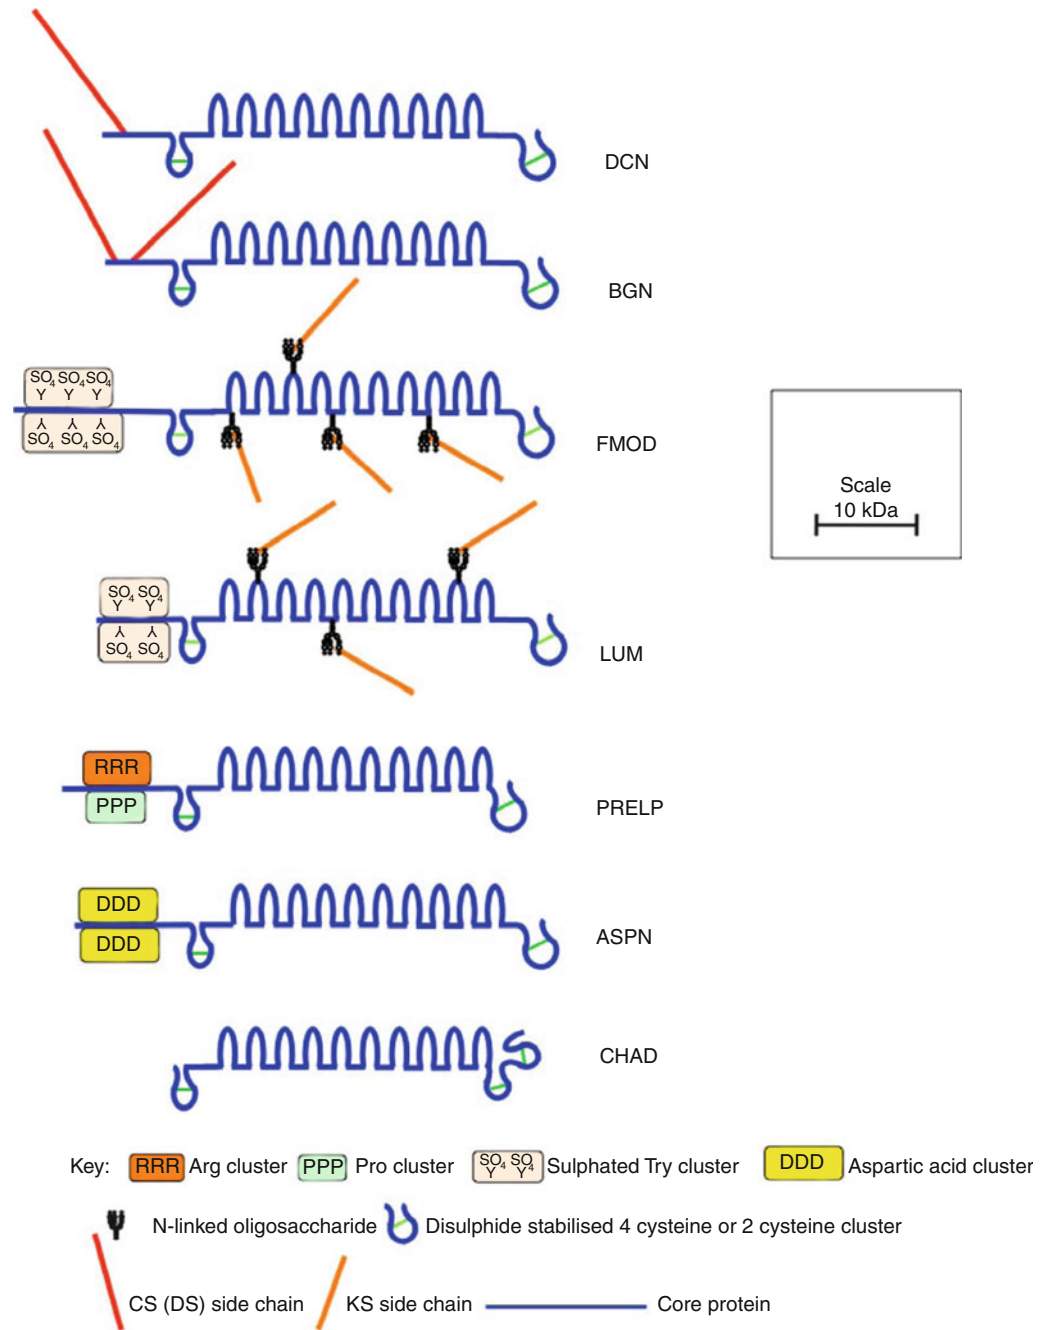 DCN
BGN
SO4 SO4 SO4
Y Y Y
Y Y Y
SO4 SO4 SO4
FMOD
Scale
10 kDa
SO4 SO4
Y Y
Y Y
SO4 SO4
LUM
RRR
PPP
PRELP
DDD
DDD
ASPN
CHAD
Key: RRR Arg cluster PPP Pro cluster SO4 SO4 Y Y Sulphated Try cluster DDD Aspartic acid cluster
N-linked oligosaccharide Disulphide stabilised 4 cysteine or 2 cysteine cluster
CS (DS) side chain KS side chain Core protein